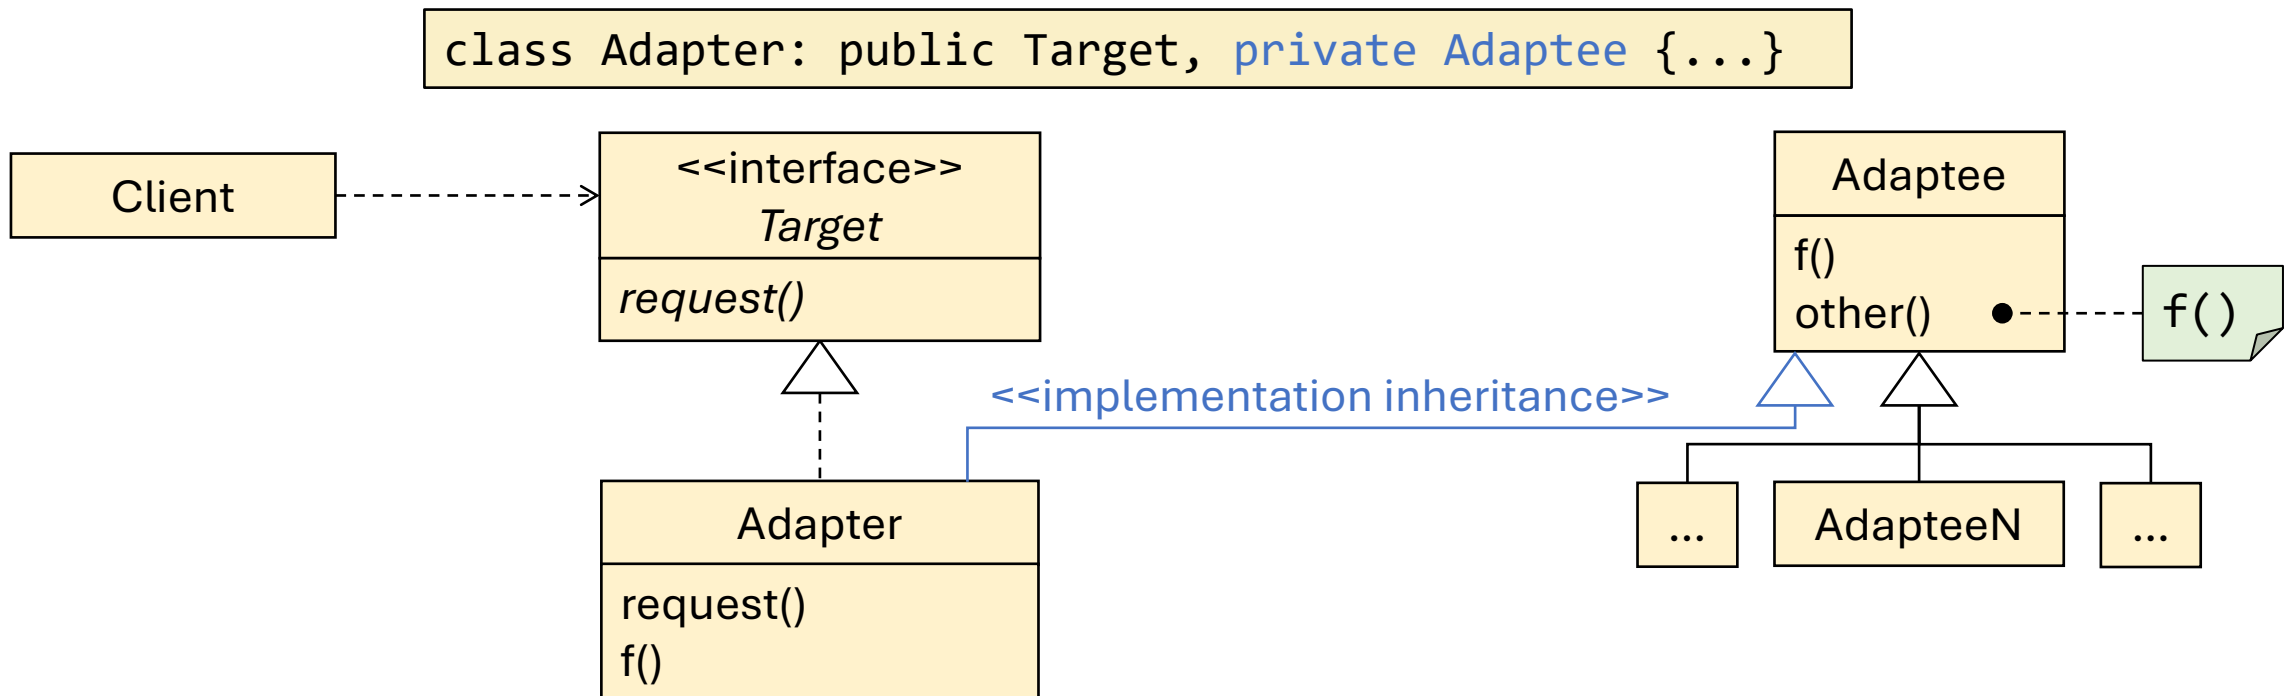 class Adapter: public Target, private Adaptee {...}
Client
<<interface>>
Target
request()
Adaptee
f()
other()
f()
<<implementation inheritance>>
Adapter
request()
f()
...
AdapteeN
...